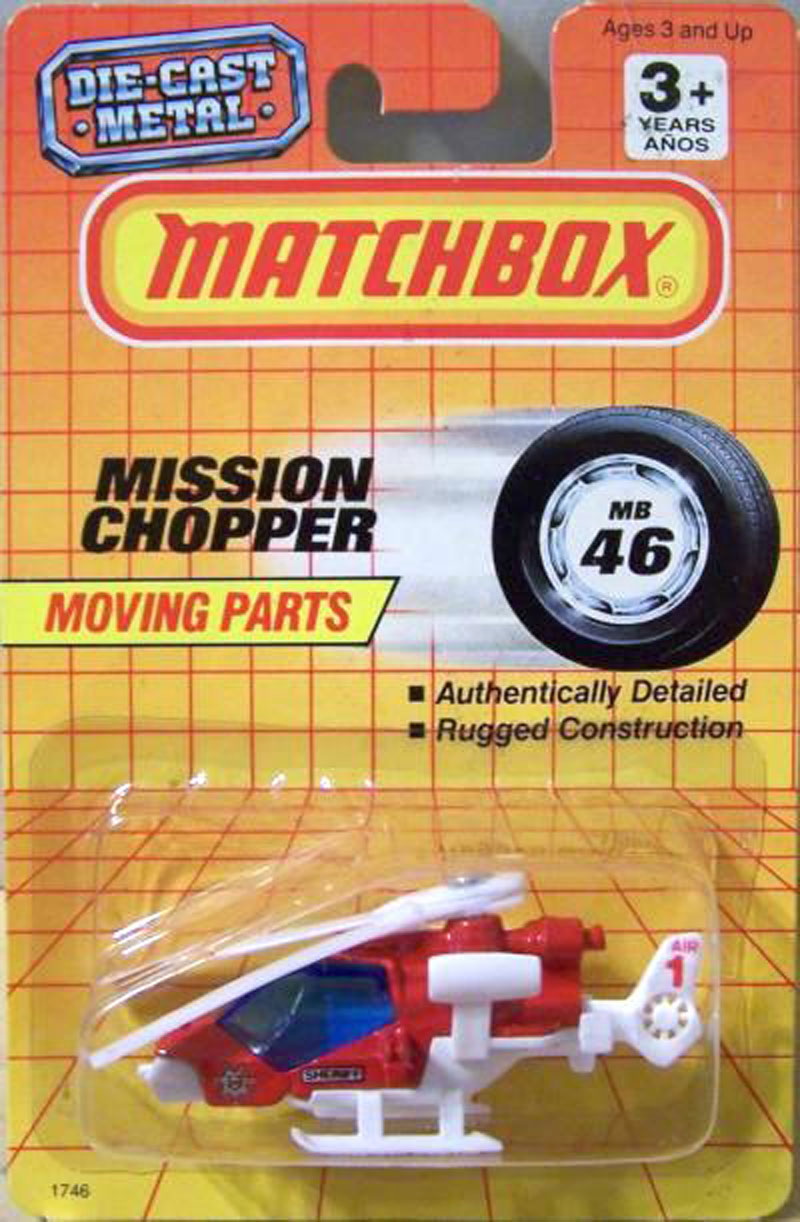 Ages 3 and Up
DIE-CAST
• METAL •
3+
YEARS
AÑOS
MATCHBOX®
MISSION
CHOPPER
MB
46
MOVING PARTS
■ Authentically Detailed
■ Rugged Construction
AIR
1
SHERIFF
1746